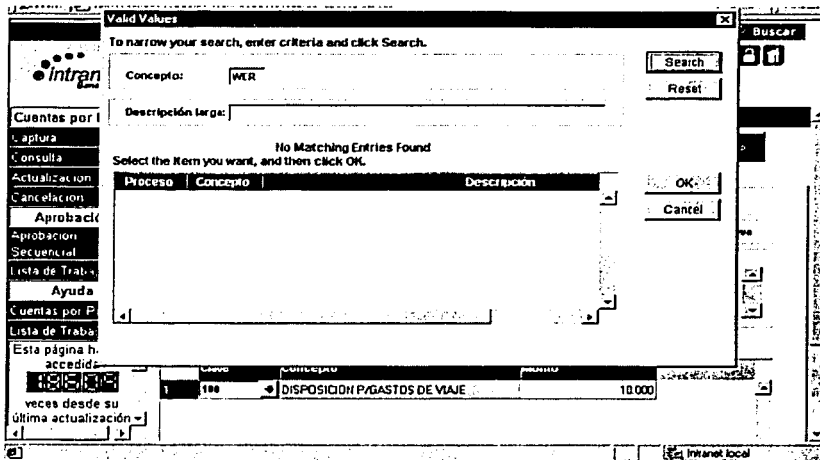 Valid Values
To narrow your search, enter criteria and click Search.
Concepto: WER
Search
Descripción larga:
Reset
No Matching Entries Found
Select the item you want, and then click OK.
Proceso Concepto Descripción
OK
Cancel
Buscar
intran
Cuentas por
Captura
Consulta
Actualizacion
Cancelacion
Aprobació
Aprobacion
Secuencial
Lista de Traba
Ayuda
Cuentas por P
Lista de Traba
Esta página h
accedida
veces desde su
última actualización
Clave Concepto Monto
1 100 DISPOSICION P/GASTOS DE VIAJE 10.000
Intranet local